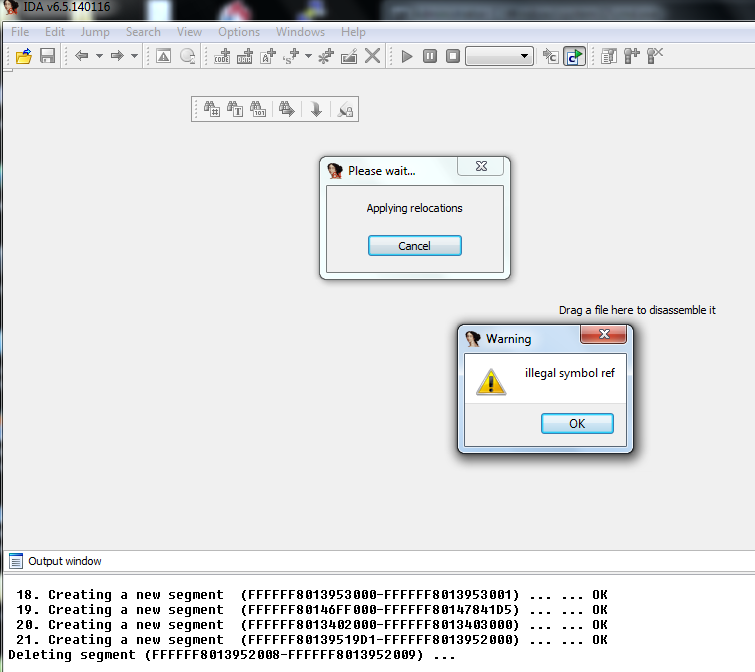 IDA v6.5.140116
File Edit Jump Search View Options Windows Help
Please wait...
Applying relocations
Cancel
Drag a file here to disassemble it
Warning
illegal symbol ref
OK
Output window
18. Creating a new segment (FFFFFF8013953000-FFFFFF8013953001) ... ... OK
19. Creating a new segment (FFFFFF80146FF000-FFFFFF80147841D5) ... ... OK
20. Creating a new segment (FFFFFF8013402000-FFFFFF8013403000) ... ... OK
21. Creating a new segment (FFFFFF80139519D1-FFFFFF8013952000) ... ... OK
Deleting segment (FFFFFF8013952008-FFFFFF8013952009) ...